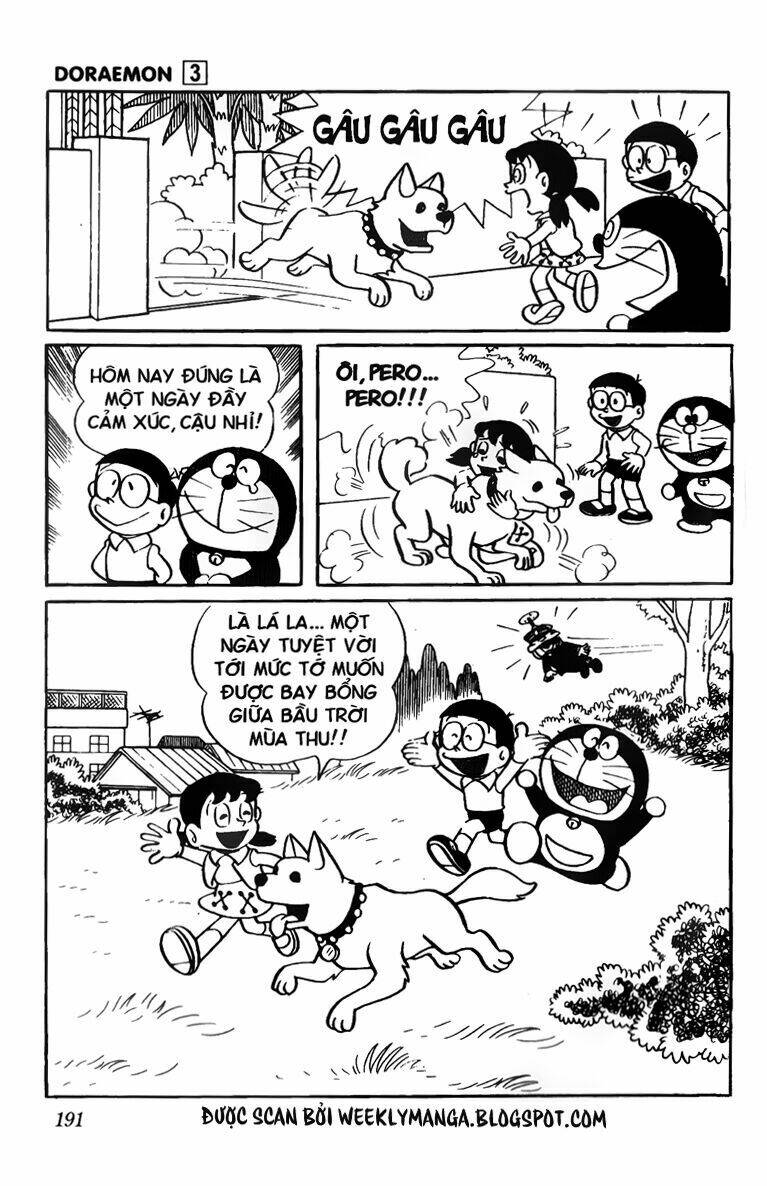 DORAEMON 3
GÂU GÂU GÂU
HÔM NAY ĐÚNG LÀ
MỘT NGÀY ĐẦY
CẢM XÚC, CẬU NHỈ!
ÔI, PERO...
PERO!!!
LÀ LÁ LA... MỘT
NGÀY TUYỆT VỜI
TỚI MỨC TỚ MUỐN
ĐƯỢC BAY BỔNG
GIỮA BẦU TRỜI
MÙA THU!!
191
ĐƯỢC SCAN BỞI WEEKLYMANGA.BLOGSPOT.COM